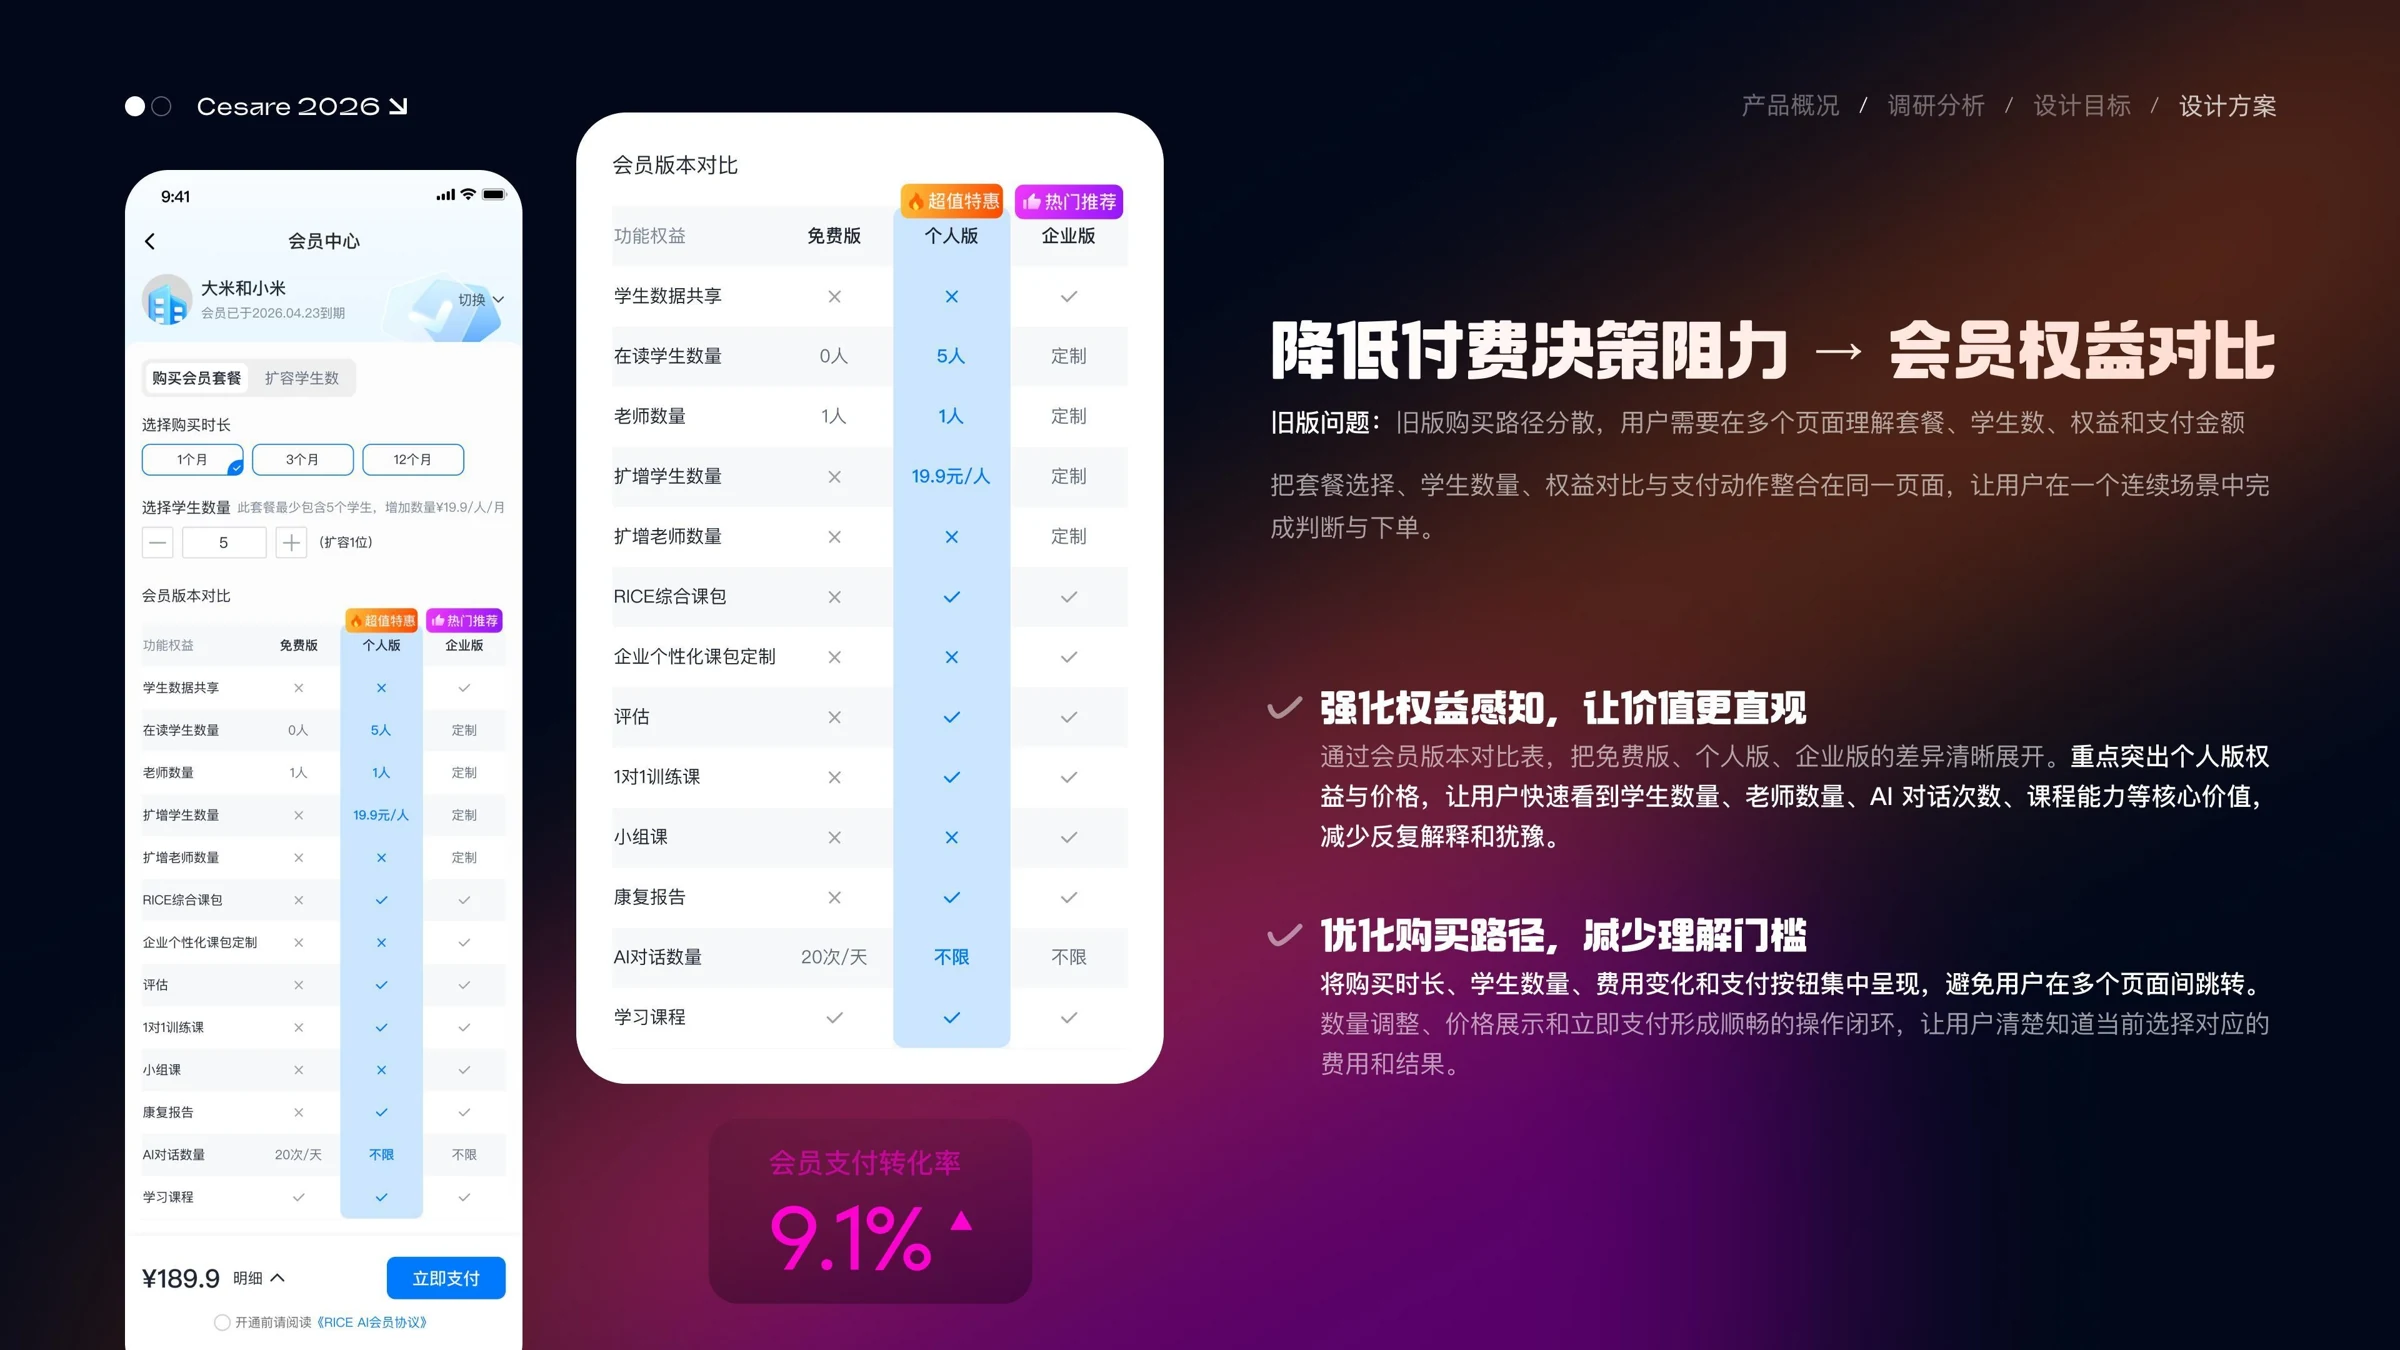 Cesare 2026
产品概况 / 调研分析 / 设计目标 / 设计方案
9:41
会员中心
大米和小米
会员已于2026.04.23到期
切换
购买会员套餐 扩容学生数
选择购买时长
1个月 3个月 12个月
选择学生数量 此套餐最少包含5个学生，增加数量¥19.9/人/月
5 (扩容1位)
会员版本对比
超值特惠 热门推荐
功能权益 免费版 个人版 企业版
学生数据共享
在读学生数量 0人 5人 定制
老师数量 1人 1人 定制
扩增学生数量 19.9元/人 定制
扩增老师数量 定制
RICE综合课包
企业个性化课包定制
评估
1对1训练课
小组课
康复报告
AI对话数量 20次/天 不限 不限
学习课程
¥189.9 明细 立即支付
开通前请阅读《RICE AI会员协议》
会员版本对比
超值特惠 热门推荐
功能权益 免费版 个人版 企业版
学生数据共享
在读学生数量 0人 5人 定制
老师数量 1人 1人 定制
扩增学生数量 19.9元/人 定制
扩增老师数量 定制
RICE综合课包
企业个性化课包定制
评估
1对1训练课
小组课
康复报告
AI对话数量 20次/天 不限 不限
学习课程
会员支付转化率
9.1%
降低付费决策阻力 → 会员权益对比
旧版问题：旧版购买路径分散，用户需要在多个页面理解套餐、学生数、权益和支付金额
把套餐选择、学生数量、权益对比与支付动作整合在同一页面，让用户在一个连续场景中完
成判断与下单。
强化权益感知，让价值更直观
通过会员版本对比表，把免费版、个人版、企业版的差异清晰展开。重点突出个人版权
益与价格，让用户快速看到学生数量、老师数量、AI 对话次数、课程能力等核心价值，
减少反复解释和犹豫。
优化购买路径，减少理解门槛
将购买时长、学生数量、费用变化和支付按钮集中呈现，避免用户在多个页面间跳转。
数量调整、价格展示和立即支付形成顺畅的操作闭环，让用户清楚知道当前选择对应的
费用和结果。